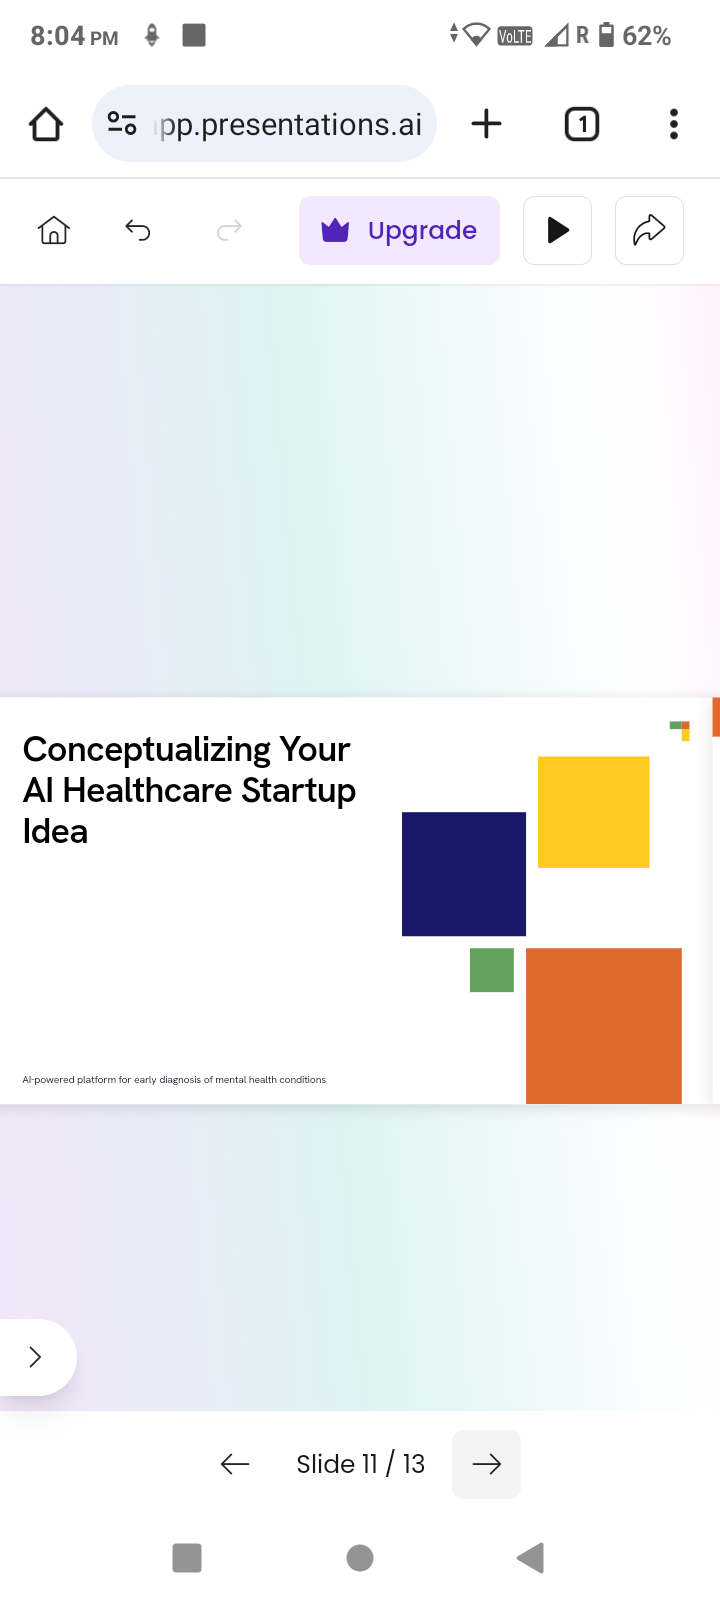 8:04 PM
VoLTE
R
62%
pp.presentations.ai
1
Upgrade
Conceptualizing Your
AI Healthcare Startup
Idea
AI-powered platform for early diagnosis of mental health conditions
Slide 11 / 13